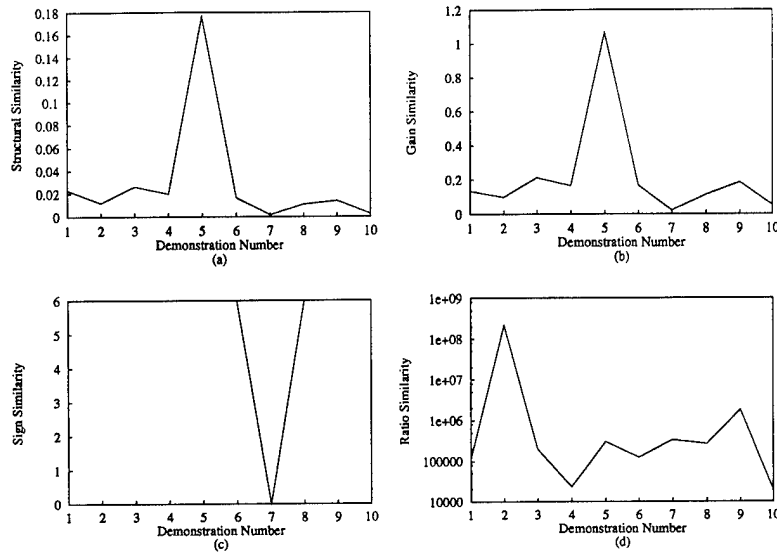 0.18
0.16
0.14
0.12
0.1
0.08
0.06
0.04
0.02
0
Structural Similarity
1 2 3 4 5 6 7 8 9 10
Demonstration Number
(a)
1.2
1
0.8
0.6
0.4
0.2
0
Gain Similarity
1 2 3 4 5 6 7 8 9 10
Demonstration Number
(b)
6
5
4
3
2
1
0
Sign Similarity
1 2 3 4 5 6 7 8 9 10
Demonstration Number
(c)
1e+09
1e+08
1e+07
1e+06
100000
10000
Ratio Similarity
1 2 3 4 5 6 7 8 9 10
Demonstration Number
(d)